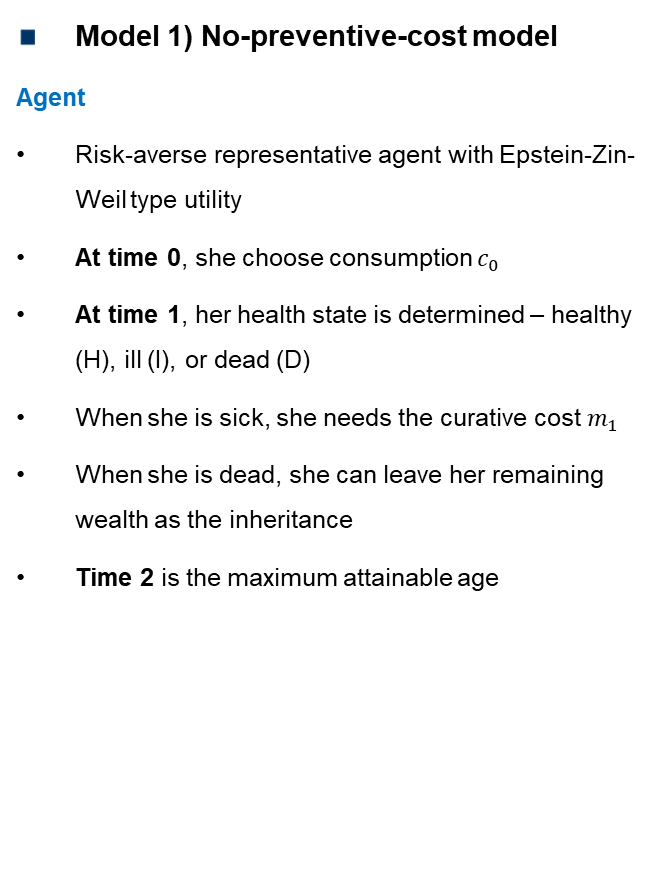 ■ Model 1) No-preventive-cost model
Agent
• Risk-averse representative agent with Epstein-Zin-
Weil type utility
• At time 0, she choose consumption c₀
• At time 1, her health state is determined – healthy
(H), ill (I), or dead (D)
• When she is sick, she needs the curative cost m₁
• When she is dead, she can leave her remaining
wealth as the inheritance
• Time 2 is the maximum attainable age